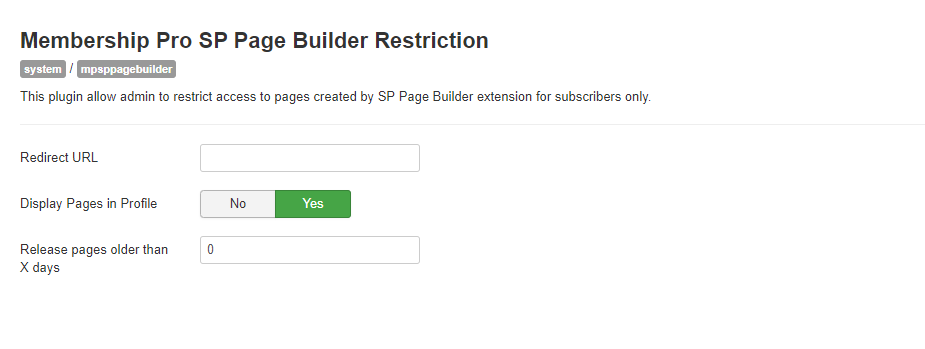 Membership Pro SP Page Builder Restriction
system / mpsppagebuilder
This plugin allow admin to restrict access to pages created by SP Page Builder extension for subscribers only.
Redirect URL
Display Pages in Profile No Yes
Release pages older than 0
X days